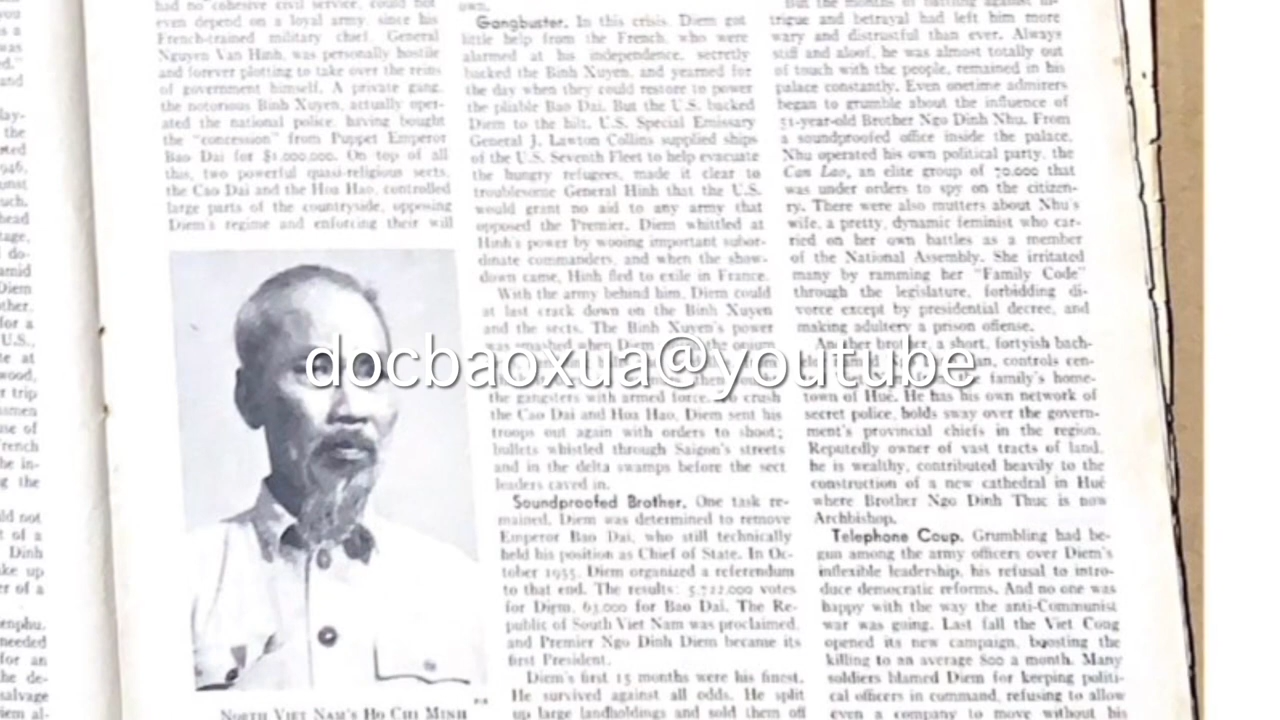 had no cohesive civil service, could not
even depend on a loyal army, since his
French-trained military chief, General
Nguyen Van Hinh, was personally hostile
and forever plotting to take over the reins
of government himself. A private gang,
the notorious Binh Xuyen, actually oper-
ated the national police, having bought
the "concession" from Puppet Emperor
Bao Dai for $1,000,000. On top of all
this, two powerful quasi-religious sects,
the Cao Dai and the Hoa Hao, controlled
large parts of the countryside, opposing
Diem's regime and enforcing their will
NORTH VIET NAM'S HO CHI MINH
own.
Gangbuster. In this crisis, Diem got
little help from the French, who were
alarmed at his independence, secretly
backed the Binh Xuyen, and yearned for
the day when they could restore to power
the pliable Bao Dai. But the U.S. backed
Diem to the hilt. U.S. Special Emissary
General J. Lawton Collins supplied ships
of the U.S. Seventh Fleet to help evacuate
the hungry refugees, made it clear to
troublesome General Hinh that the U.S.
would grant no aid to any army that
opposed the Premier. Diem whittled at
Hinh's power by wooing important subor-
dinate commanders, and when the show-
down came, Hinh fled to exile in France.
With the army behind him, Diem could
at last crack down on the Binh Xuyen
and the sects. The Binh Xuyen's power
was smashed when Diem the opium
the gangsters with armed force. To crush
the Cao Dai and Hoa Hao, Diem sent his
troops out again with orders to shoot;
bullets whistled through Saigon's streets
and in the delta swamps before the sect
leaders caved in.
Soundproofed Brother. One task re-
mained. Diem was determined to remove
Emperor Bao Dai, who still technically
held his position as Chief of State. In Oc-
tober 1955, Diem organized a referendum
to that end. The results: 5,722,000 votes
for Diem, 63,000 for Bao Dai. The Re-
public of South Viet Nam was proclaimed,
and Premier Ngo Dinh Diem became its
first President.
Diem's first 15 months were his finest.
He survived against all odds. He split
up large landholdings and sold them off
But the months of battling against in-
trigue and betrayal had left him more
wary and distrustful than ever. Always
stiff and aloof, he was almost totally out
of touch with the people, remained in his
palace constantly. Even onetime admirers
began to grumble about the influence of
51-year-old Brother Ngo Dinh Nhu. From
a soundproofed office inside the palace,
Nhu operated his own political party, the
Can Lao, an elite group of 70,000 that
was under orders to spy on the citizen-
ry. There were also mutters about Nhu's
wife, a pretty, dynamic feminist who car-
ried on her own battles as a member
of the National Assembly. She irritated
many by ramming her "Family Code"
through the legislature, forbidding di-
vorce except by presidential decree, and
making adultery a prison offense.
Another brother, a short, fortyish bach-
controls cen-
family's home-
town of Hué. He has his own network of
secret police, holds sway over the govern-
ment's provincial chiefs in the region.
Reputedly owner of vast tracts of land,
he is wealthy, contributed heavily to the
construction of a new cathedral in Hué
where Brother Ngo Dinh Thuc is now
Archbishop.
Telephone Coup. Grumbling had be-
gun among the army officers over Diem's
inflexible leadership, his refusal to intro-
duce democratic reforms. And no one was
happy with the way the anti-Communist
war was going. Last fall the Viet Cong
opened its new campaign, boosting the
killing to an average 800 a month. Many
soldiers blamed Diem for keeping politi-
cal officers in command, refusing to allow
even a company to move without his
docbaoxua@youtube